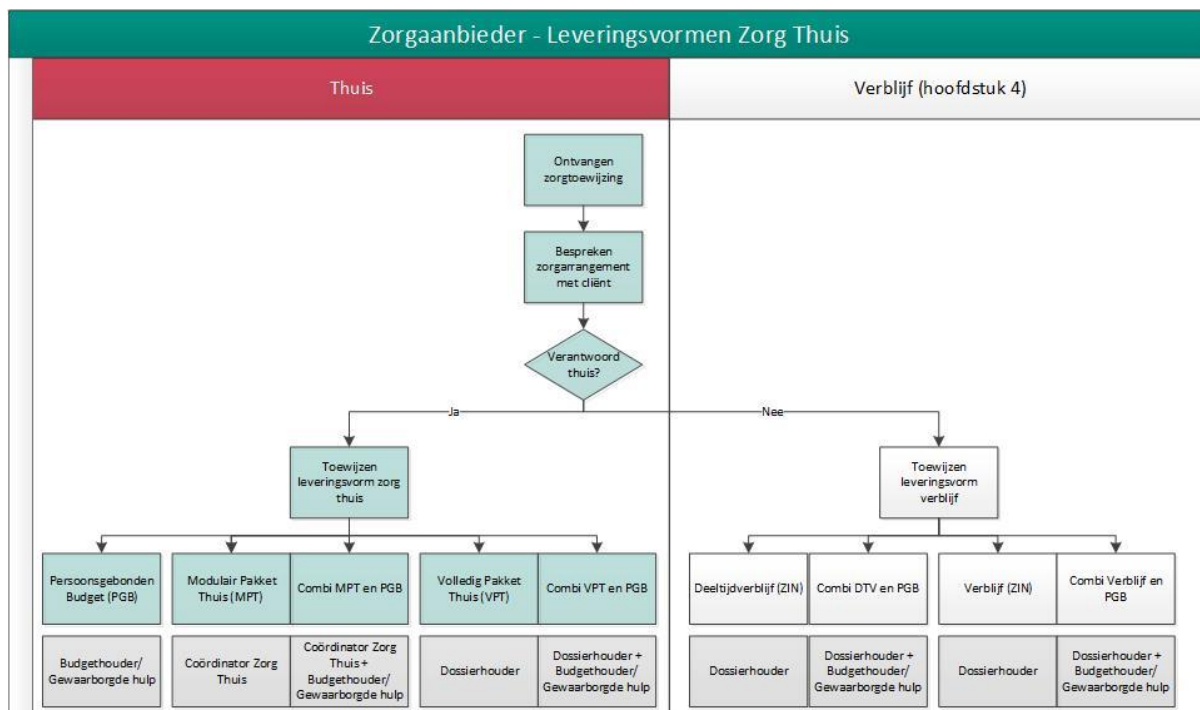 Zorgaanbieder - Leveringsvormen Zorg Thuis
Thuis
Verblijf (hoofdstuk 4)
Ontvangen
zorgtoewijzing
Bespreken
zorgarrangement
met cliënt
Verantwoord
thuis?
Ja
Nee
Toewijzen
leveringsvorm zorg
thuis
Toewijzen
leveringsvorm
verblijf
Persoonsgebonden
Budget (PGB)
Modulair Pakket
Thuis (MPT)
Combi MPT en PGB
Volledig Pakket
Thuis (VPT)
Combi VPT en PGB
Deeltijdverblijf (ZIN)
Combi DTV en PGB
Verblijf (ZIN)
Combi Verblijf en
PGB
Budgethouder/
Gewaarborgde hulp
Coördinator Zorg
Thuis
Coördinator Zorg
Thuis +
Budgethouder/
Gewaarborgde hulp
Dossierhouder
Dossierhouder +
Budgethouder/
Gewaarborgde hulp
Dossierhouder
Dossierhouder +
Budgethouder/
Gewaarborgde hulp
Dossierhouder
Dossierhouder +
Budgethouder/
Gewaarborgde hulp